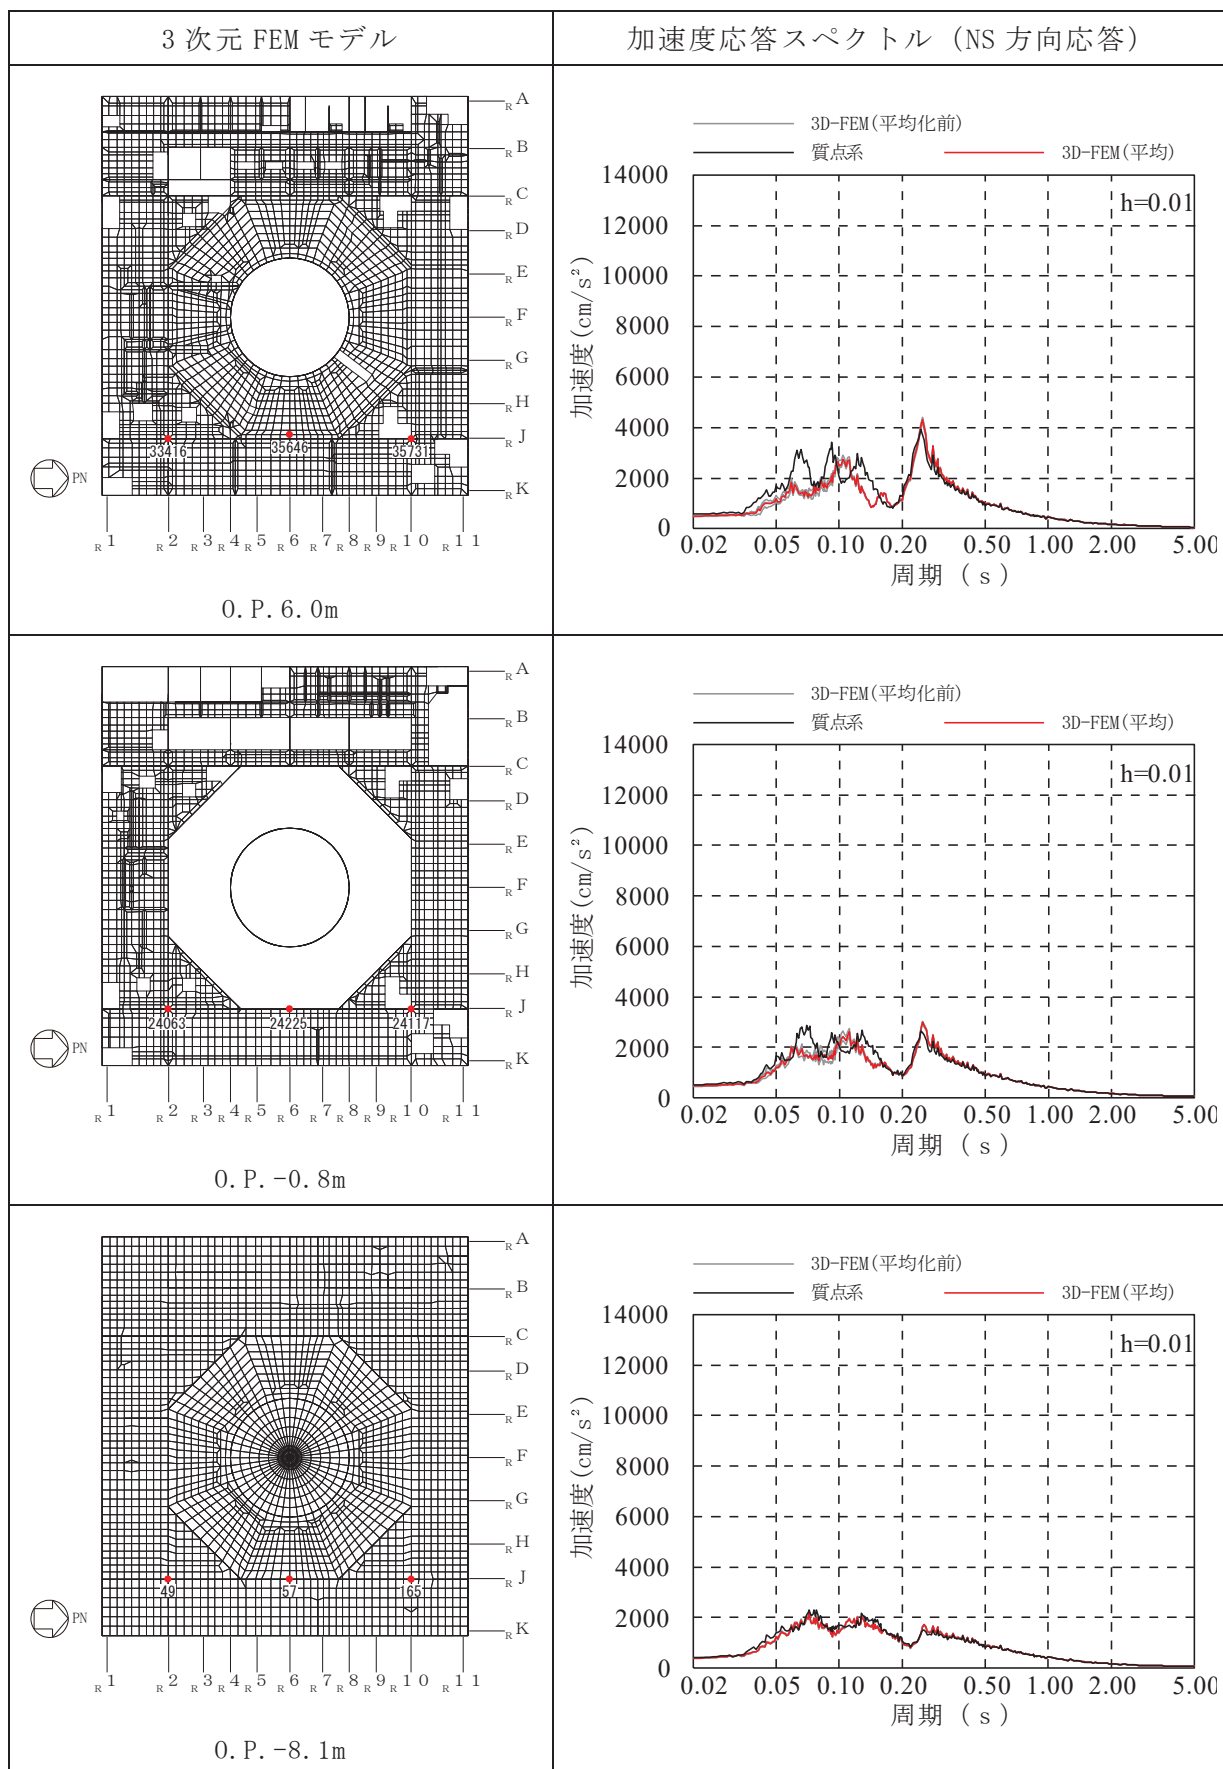 3次元 FEM モデル
加速度応答スペクトル (NS 方向応答)
RA
RB
RC
RD
RE
RF
RG
RH
RJ
RK
33416 35646 35731
PN
R1 R2 R3 R4 R5 R6 R7 R8 R9 R10 R11
O.P.6.0m
3D-FEM(平均化前)
質点系 3D-FEM(平均)
h=0.01
14000
12000
10000
8000
6000
4000
2000
0
加速度(cm/s²)
0.02 0.05 0.10 0.20 0.50 1.00 2.00 5.00
周期 (s)
RA
RB
RC
RD
RE
RF
RG
RH
RJ
RK
24063 24225 24117
PN
R1 R2 R3 R4 R5 R6 R7 R8 R9 R10 R11
O.P.-0.8m
3D-FEM(平均化前)
質点系 3D-FEM(平均)
h=0.01
14000
12000
10000
8000
6000
4000
2000
0
加速度(cm/s²)
0.02 0.05 0.10 0.20 0.50 1.00 2.00 5.00
周期 (s)
RA
RB
RC
RD
RE
RF
RG
RH
RJ
RK
49 57 165
PN
R1 R2 R3 R4 R5 R6 R7 R8 R9 R10 R11
O.P.-8.1m
3D-FEM(平均化前)
質点系 3D-FEM(平均)
h=0.01
14000
12000
10000
8000
6000
4000
2000
0
加速度(cm/s²)
0.02 0.05 0.10 0.20 0.50 1.00 2.00 5.00
周期 (s)